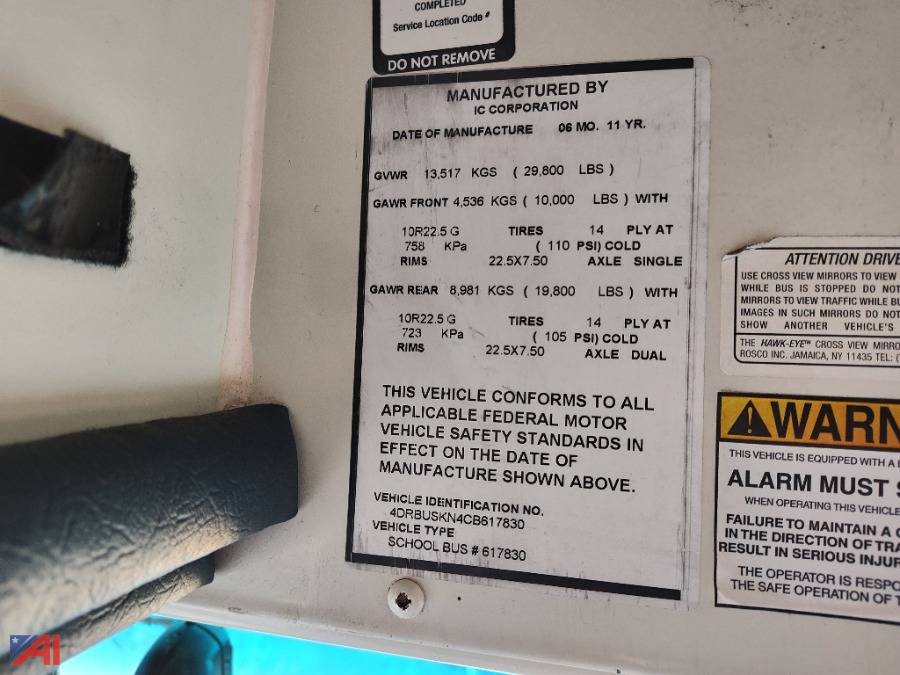 COMPLETED
Service Location Code #
DO NOT REMOVE
MANUFACTURED BY
IC CORPORATION
DATE OF MANUFACTURE 06 MO. 11 YR.
GVWR 13,517 KGS ( 29,800 LBS )
GAWR FRONT 4,536 KGS ( 10,000 LBS ) WITH
10R22.5 G TIRES 14 PLY AT
758 KPa ( 110 PSI) COLD
RIMS 22.5X7.50 AXLE SINGLE
GAWR REAR 8,981 KGS ( 19,800 LBS ) WITH
10R22.5 G TIRES 14 PLY AT
723 KPa ( 105 PSI) COLD
RIMS 22.5X7.50 AXLE DUAL
THIS VEHICLE CONFORMS TO ALL
APPLICABLE FEDERAL MOTOR
VEHICLE SAFETY STANDARDS IN
EFFECT ON THE DATE OF
MANUFACTURE SHOWN ABOVE.
VEHICLE IDENTIFICATION NO.
4DRBUSKN4CB617830
VEHICLE TYPE
SCHOOL BUS # 617830
ATTENTION DRIVE
USE CROSS VIEW MIRRORS TO VIEW
WHILE BUS IS STOPPED DO NOT
MIRRORS TO VIEW TRAFFIC WHILE BU
IMAGES IN SUCH MIRRORS DO NOT
SHOW ANOTHER VEHICLE'S
THE HAWK-EYE™ CROSS VIEW MIRRO
ROSCO INC. JAMAICA, NY 11435 TEL: (
WARN
THIS VEHICLE IS EQUIPPED WITH A
ALARM MUST S
WHEN OPERATING THIS VEHICLE
FAILURE TO MAINTAIN A C
IN THE DIRECTION OF TRA
RESULT IN SERIOUS INJUR
THE OPERATOR IS RESPO
THE SAFE OPERATION OF T
AI